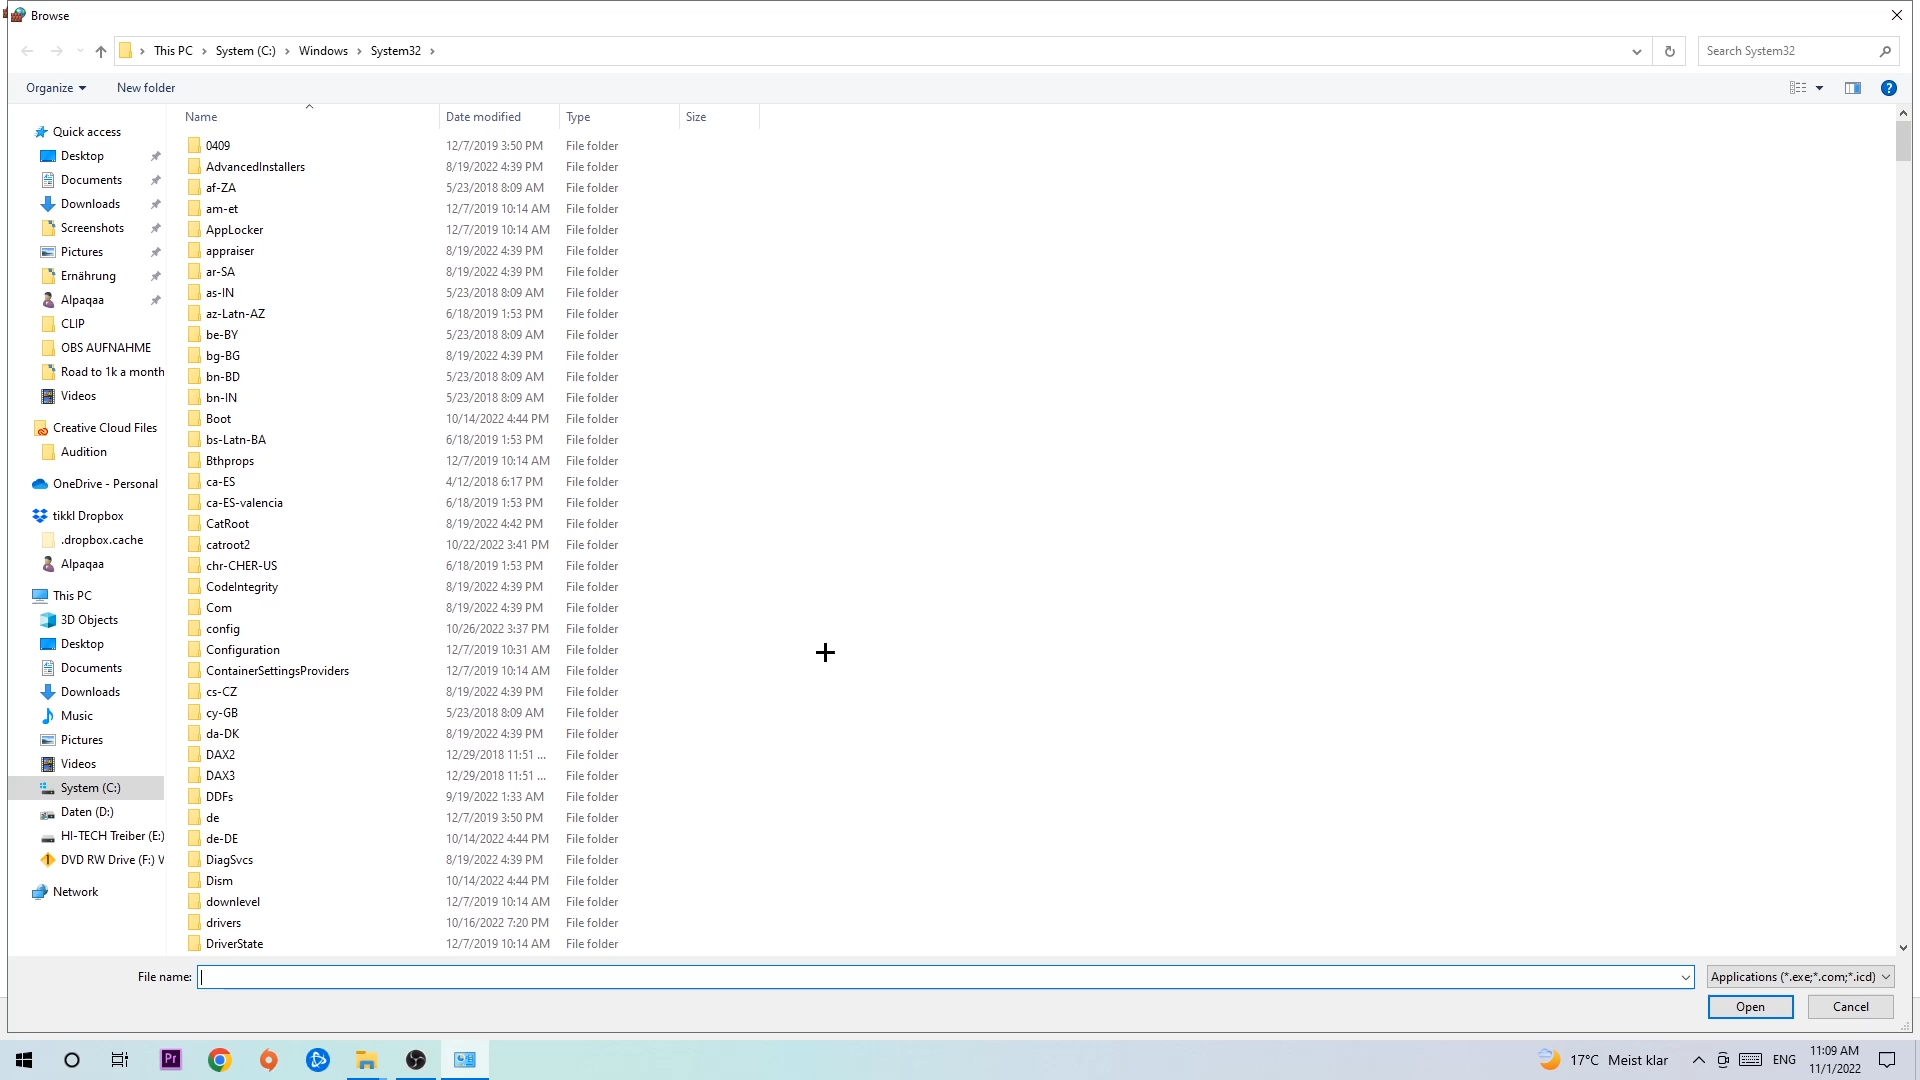 Browse
This PC > System (C:) > Windows > System32 >
Search System32
Organize
New folder
Name
Date modified
Type
Size
Quick access
Desktop
Documents
Downloads
Screenshots
Pictures
Ernährung
Alpaqaa
CLIP
OBS AUFNAHME
Road to 1k a month
Videos
Creative Cloud Files
Audition
OneDrive - Personal
tikkl Dropbox
.dropbox.cache
Alpaqaa
This PC
3D Objects
Desktop
Documents
Downloads
Music
Pictures
Videos
System (C:)
Daten (D:)
HI-TECH Treiber (E:)
DVD RW Drive (F:) V
Network
0409 12/7/2019 3:50 PM File folder
AdvancedInstallers 8/19/2022 4:39 PM File folder
af-ZA 5/23/2018 8:09 AM File folder
am-et 12/7/2019 10:14 AM File folder
AppLocker 12/7/2019 10:14 AM File folder
appraiser 8/19/2022 4:39 PM File folder
ar-SA 8/19/2022 4:39 PM File folder
as-IN 5/23/2018 8:09 AM File folder
az-Latn-AZ 6/18/2019 1:53 PM File folder
be-BY 5/23/2018 8:09 AM File folder
bg-BG 8/19/2022 4:39 PM File folder
bn-BD 5/23/2018 8:09 AM File folder
bn-IN 5/23/2018 8:09 AM File folder
Boot 10/14/2022 4:44 PM File folder
bs-Latn-BA 6/18/2019 1:53 PM File folder
Bthprops 12/7/2019 10:14 AM File folder
ca-ES 4/12/2018 6:17 PM File folder
ca-ES-valencia 6/18/2019 1:53 PM File folder
CatRoot 8/19/2022 4:42 PM File folder
catroot2 10/22/2022 3:41 PM File folder
chr-CHER-US 6/18/2019 1:53 PM File folder
CodeIntegrity 8/19/2022 4:39 PM File folder
Com 8/19/2022 4:39 PM File folder
config 10/26/2022 3:37 PM File folder
Configuration 12/7/2019 10:31 AM File folder
ContainerSettingsProviders 12/7/2019 10:14 AM File folder
cs-CZ 8/19/2022 4:39 PM File folder
cy-GB 5/23/2018 8:09 AM File folder
da-DK 8/19/2022 4:39 PM File folder
DAX2 12/29/2018 11:51 ... File folder
DAX3 12/29/2018 11:51 ... File folder
DDFs 9/19/2022 1:33 AM File folder
de 12/7/2019 3:50 PM File folder
de-DE 10/14/2022 4:44 PM File folder
DiagSvcs 8/19/2022 4:39 PM File folder
Dism 10/14/2022 4:44 PM File folder
downlevel 12/7/2019 10:14 AM File folder
drivers 10/16/2022 7:20 PM File folder
DriverState 12/7/2019 10:14 AM File folder
File name:
Applications (*.exe;*.com;*.icd)
Open
Cancel
Pr
17°C Meist klar
ENG
11:09 AM
11/1/2022